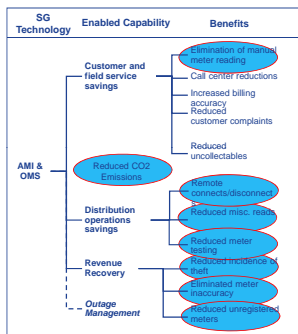 SG Technology
Enabled Capability
Benefits
AMI & OMS
Customer and field service savings
Elimination of manual meter reading
Call center reductions
Increased billing accuracy
Reduced customer complaints
Reduced uncollectables
Reduced CO2 Emissions
Distribution operations savings
Remote connects/disconnect
Reduced misc. reads
Reduced meter testing
Revenue Recovery
Reduced incidence of theft
Eliminated meter inaccuracy
Reduced unregistered meters
Outage Management